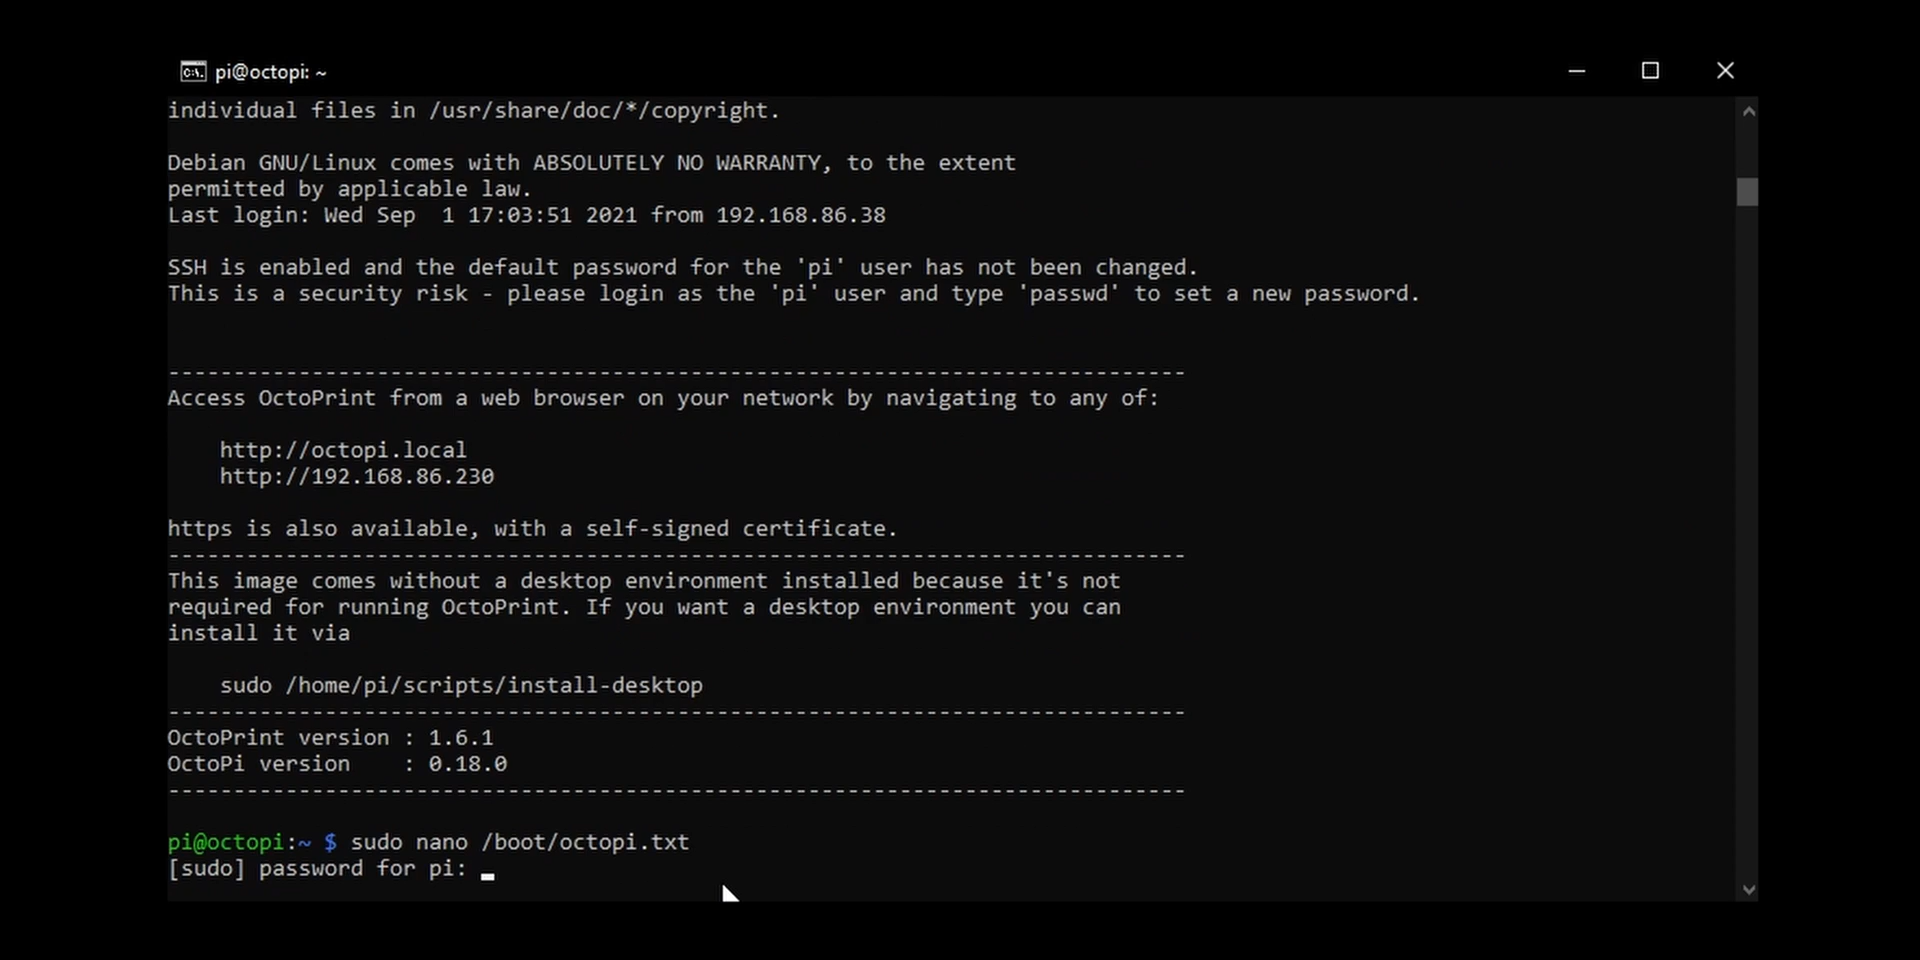 pi@octopi: ~
individual files in /usr/share/doc/*/copyright.
Debian GNU/Linux comes with ABSOLUTELY NO WARRANTY, to the extent
permitted by applicable law.
Last login: Wed Sep  1 17:03:51 2021 from 192.168.86.38
SSH is enabled and the default password for the 'pi' user has not been changed.
This is a security risk - please login as the 'pi' user and type 'passwd' to set a new password.
------------------------------------------------------------------------------
Access OctoPrint from a web browser on your network by navigating to any of:
    http://octopi.local
    http://192.168.86.230
https is also available, with a self-signed certificate.
------------------------------------------------------------------------------
This image comes without a desktop environment installed because it's not
required for running OctoPrint. If you want a desktop environment you can
install it via
    sudo /home/pi/scripts/install-desktop
------------------------------------------------------------------------------
OctoPrint version : 1.6.1
OctoPi version    : 0.18.0
------------------------------------------------------------------------------
pi@octopi:~ $ sudo nano /boot/octopi.txt
[sudo] password for pi: